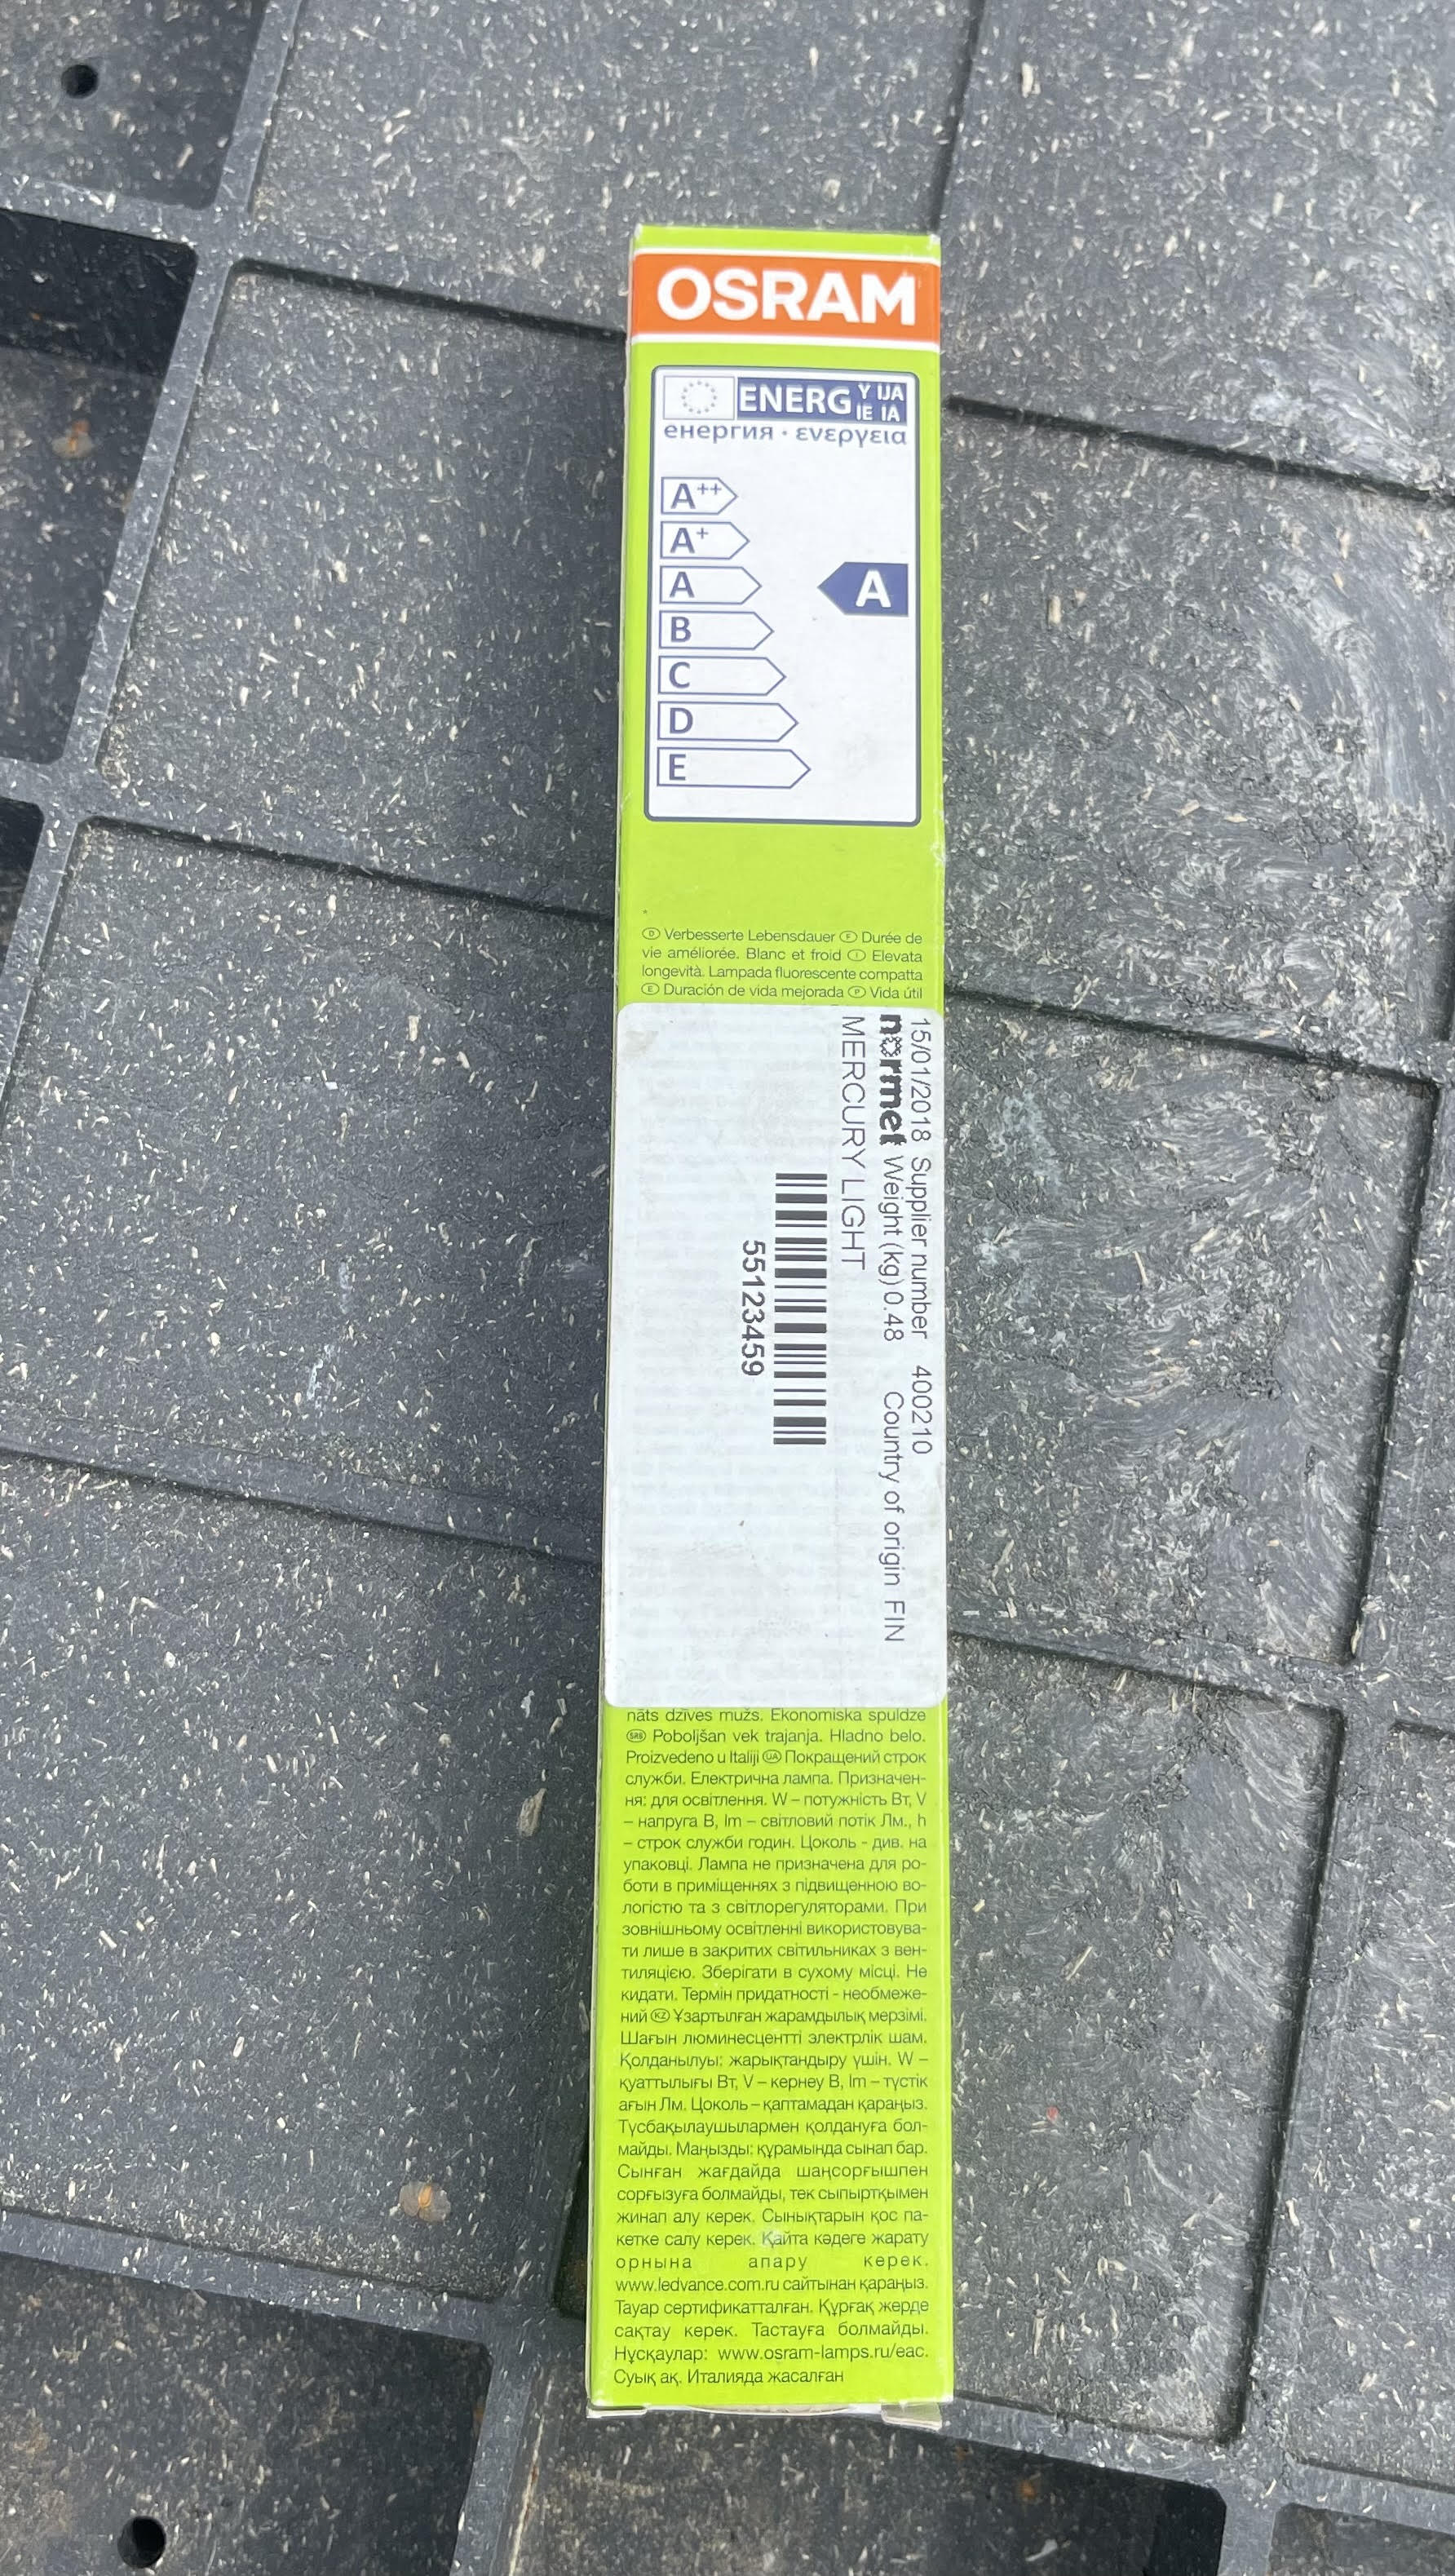 OSRAM
ENERG Y IJA
IE IA
енергия · ενεργεια
A++
A+
A
A
B
C
D
E
Ⓓ Verbesserte Lebensdauer Ⓕ Durée de
vie améliorée. Blanc et froid Ⓘ Elevata
longevità. Lampada fluorescente compatta
Ⓔ Duración de vida mejorada Ⓟ Vida útil
15/01/2018 Supplier number 400210
normet Weight (kg) 0.48 Country of origin FIN
MERCURY LIGHT
55123459
nāts dzīves mužs. Ekonomiska spuldze
(SRB) Poboljšan vek trajanja. Hladno belo.
Proizvedeno u Italiji (UA) Покращений строк
служби. Електрична лампа. Призначен-
ня: для освітлення. W – потужність Вт, V
– напруга В, lm – світловий потік Лм., h
– строк служби годин. Цоколь - див. на
упаковці. Лампа не призначена для ро-
боти в приміщеннях з підвищенною во-
логістю та з світлорегуляторами. При
зовнішньому освітленні використовува-
ти лише в закритих світильниках з вен-
тиляцією. Зберігати в сухому місці. Не
кидати. Термін придатності - необмеже-
ний (KZ) Ұзартылған жарамдылық мерзімі.
Шағын люминесцентті электрлік шам.
Қолданылуы: жарықтандыру үшін. W –
қуаттылығы Вт, V – кернеу В, lm – түстік
ағын Лм. Цоколь – қаптамадан қараңыз.
Түсбақылаушылармен қолдануға бол-
майды. Маңызды: құрамында сынап бар.
Сынған жағдайда шаңсорғышпен
сорғызуға болмайды, тек сыпыртқымен
жинап алу керек. Сынықтарын қос па-
кетке салу керек. Қайта кәдеге жарату
орнына апару керек.
www.ledvance.com.ru сайтынан қараңыз.
Тауар сертификатталған. Құрғақ жерде
сақтау керек. Тастауға болмайды.
Нұсқаулар: www.osram-lamps.ru/eac.
Суық ақ. Италияда жасалған